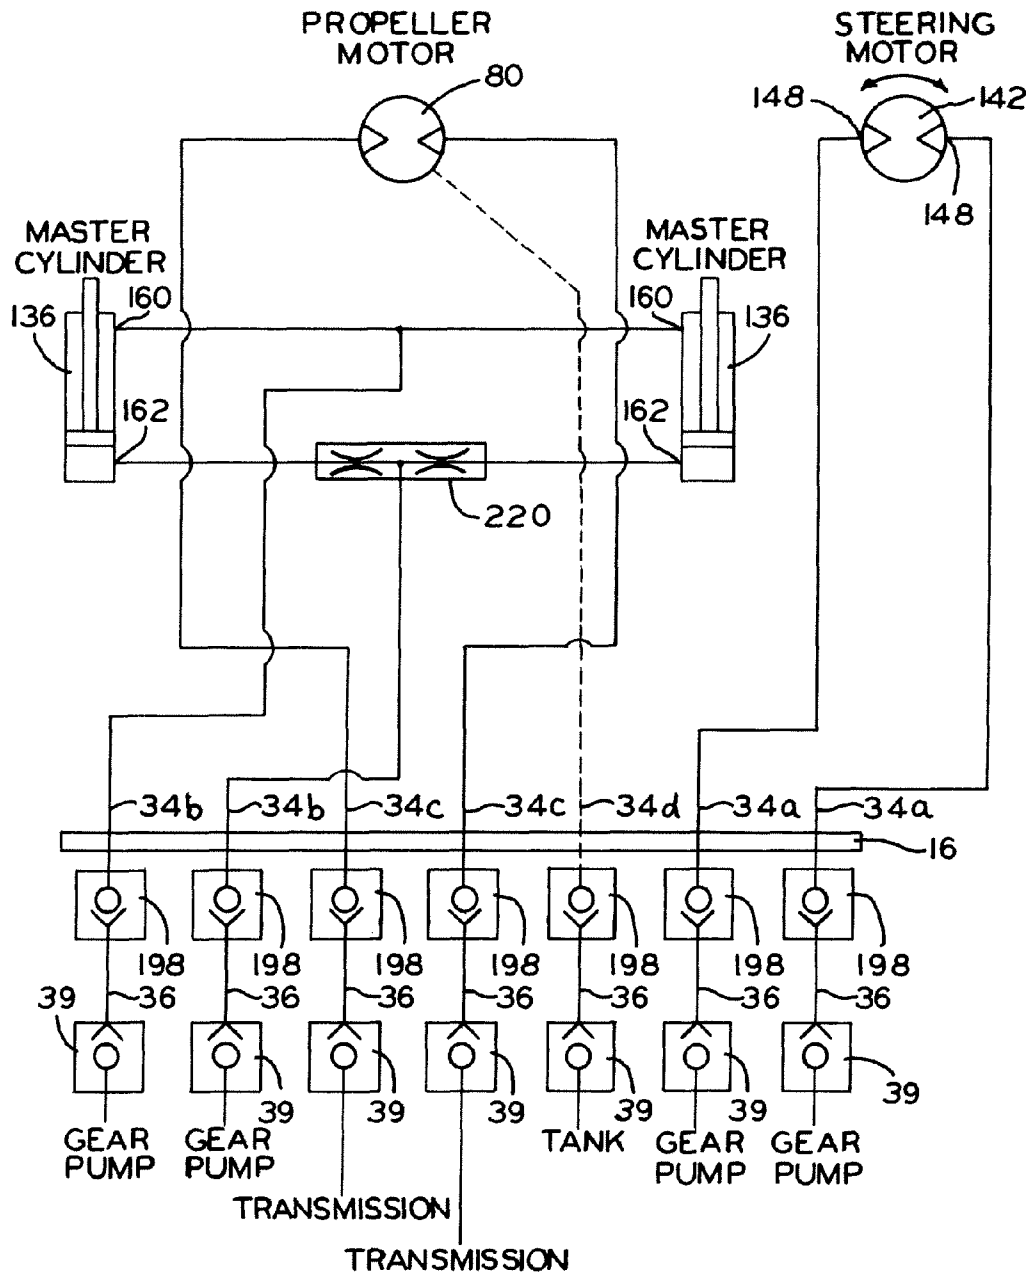 PROPELLER
MOTOR
STEERING
MOTOR
80
148
142
148
MASTER
CYLINDER
MASTER
CYLINDER
136
160
160
136
162
162
220
34b
34b
34c
34c
34d
34a
34a
16
198
198
198
198
198
198
198
39
36
36
36
36
36
36
36
39
39
39
39
39
39
GEAR
PUMP
GEAR
PUMP
TANK
GEAR
PUMP
GEAR
PUMP
TRANSMISSION
TRANSMISSION